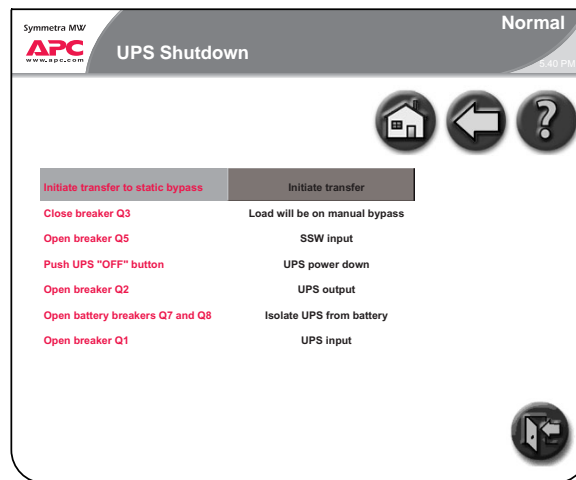 Symmetra MW
APC
www.apc.com
UPS Shutdown
Normal
5:40 PM
?
Initiate transfer to static bypass Initiate transfer
Close breaker Q3 Load will be on manual bypass
Open breaker Q5 SSW input
Push UPS "OFF" button UPS power down
Open breaker Q2 UPS output
Open battery breakers Q7 and Q8 Isolate UPS from battery
Open breaker Q1 UPS input